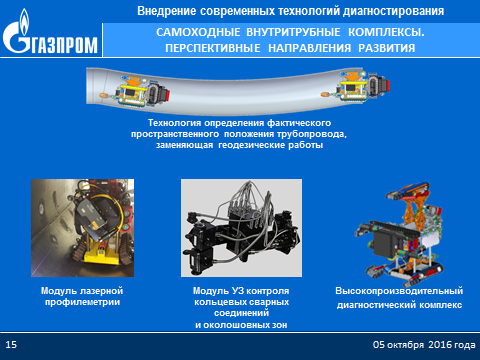 Внедрение современных технологий диагностирования
ГАЗПРОМ
САМОХОДНЫЕ ВНУТРИТРУБНЫЕ КОМПЛЕКСЫ.
ПЕРСПЕКТИВНЫЕ НАПРАВЛЕНИЯ РАЗВИТИЯ
Технология определения фактического
пространственного положения трубопровода,
заменяющая геодезические работы
Модуль лазерной
профилеметрии
Модуль УЗ контроля
кольцевых сварных
соединений
и околошовных зон
Высокопроизводительный
диагностический комплекс
15
05 октября 2016 года